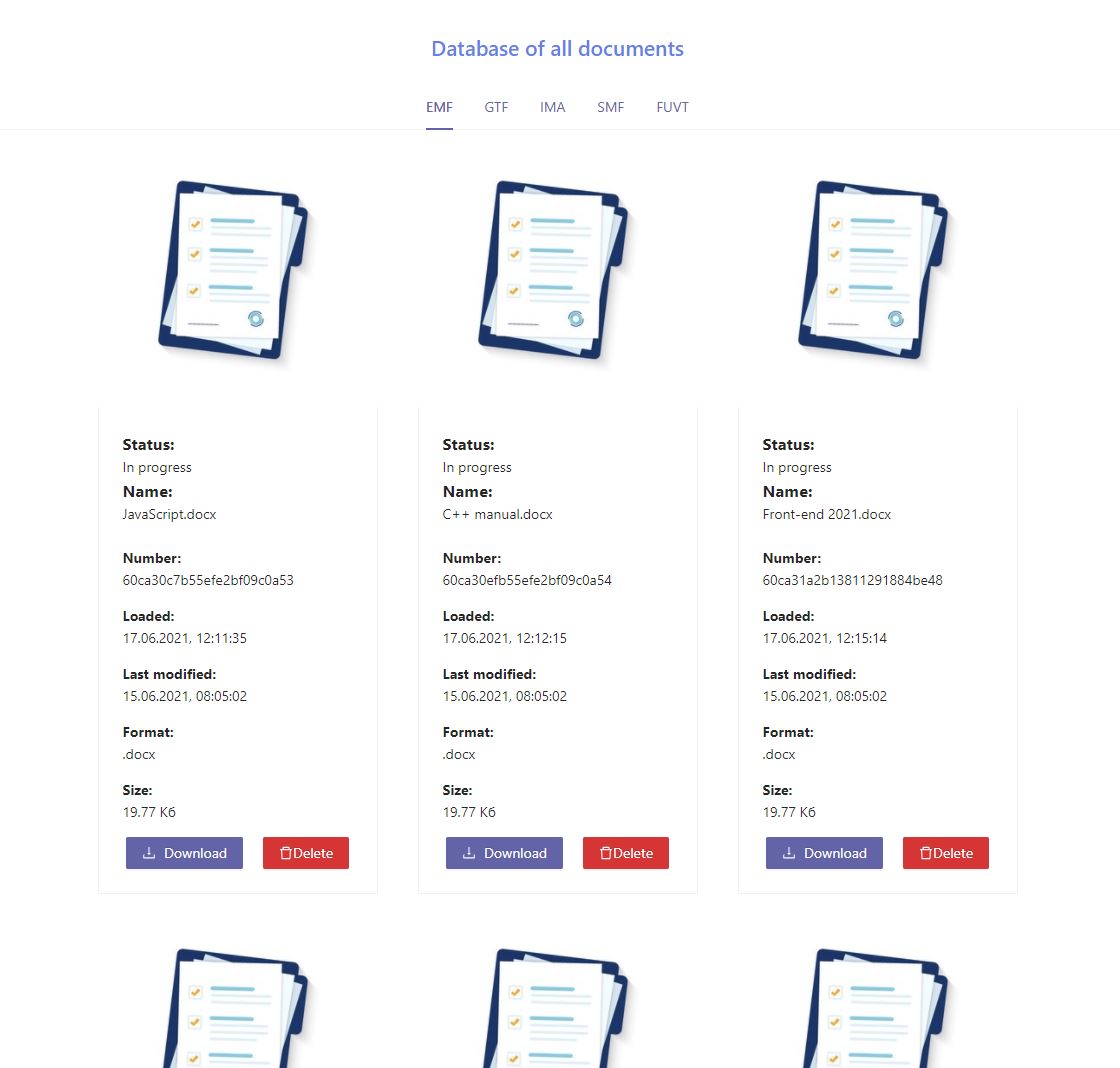 Database of all documents
EMF GTF IMA SMF FUVT
Status:
In progress
Name:
JavaScript.docx
Number:
60ca30c7b55efe2bf09c0a53
Loaded:
17.06.2021, 12:11:35
Last modified:
15.06.2021, 08:05:02
Format:
.docx
Size:
19.77 Кб
Download Delete
Status:
In progress
Name:
C++ manual.docx
Number:
60ca30efb55efe2bf09c0a54
Loaded:
17.06.2021, 12:12:15
Last modified:
15.06.2021, 08:05:02
Format:
.docx
Size:
19.77 Кб
Download Delete
Status:
In progress
Name:
Front-end 2021.docx
Number:
60ca31a2b13811291884be48
Loaded:
17.06.2021, 12:15:14
Last modified:
15.06.2021, 08:05:02
Format:
.docx
Size:
19.77 Кб
Download Delete